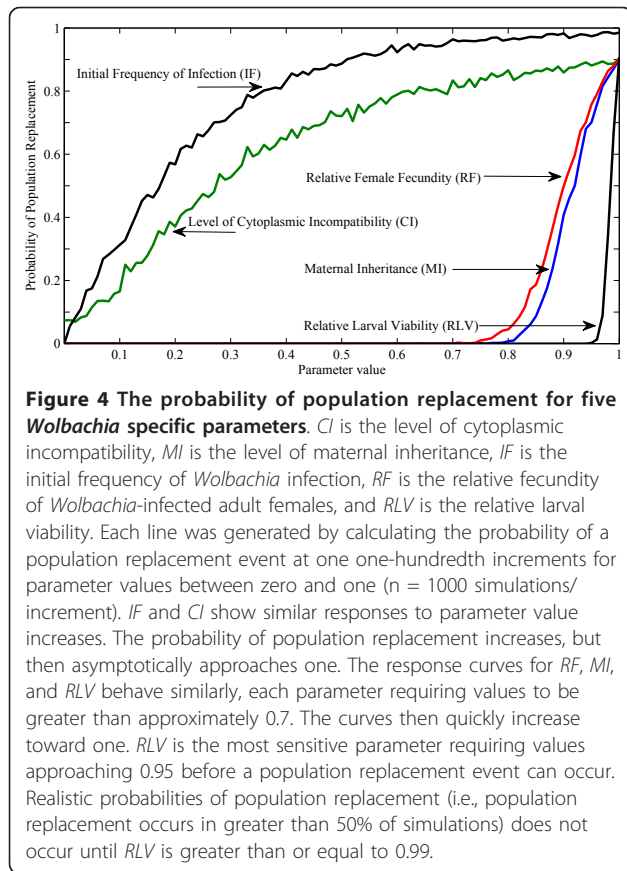 1
0.8
0.6
0.4
0.2
0
Probability of Population Replacement
Initial Frequency of Infection (IF)
Relative Female Fecundity (RF)
Level of Cytoplasmic Incompatibility (CI)
Maternal Inheritance (MI)
Relative Larval Viability (RLV)
0.1 0.2 0.3 0.4 0.5 0.6 0.7 0.8 0.9 1
Parameter value
Figure 4 The probability of population replacement for five
Wolbachia specific parameters. CI is the level of cytoplasmic
incompatibility, MI is the level of maternal inheritance, IF is the
initial frequency of Wolbachia infection, RF is the relative fecundity
of Wolbachia-infected adult females, and RLV is the relative larval
viability. Each line was generated by calculating the probability of a
population replacement event at one one-hundredth increments for
parameter values between zero and one (n = 1000 simulations/
increment). IF and CI show similar responses to parameter value
increases. The probability of population replacement increases, but
then asymptotically approaches one. The response curves for RF, MI,
and RLV behave similarly, each parameter requiring values to be
greater than approximately 0.7. The curves then quickly increase
toward one. RLV is the most sensitive parameter requiring values
approaching 0.95 before a population replacement event can occur.
Realistic probabilities of population replacement (i.e., population
replacement occurs in greater than 50% of simulations) does not
occur until RLV is greater than or equal to 0.99.